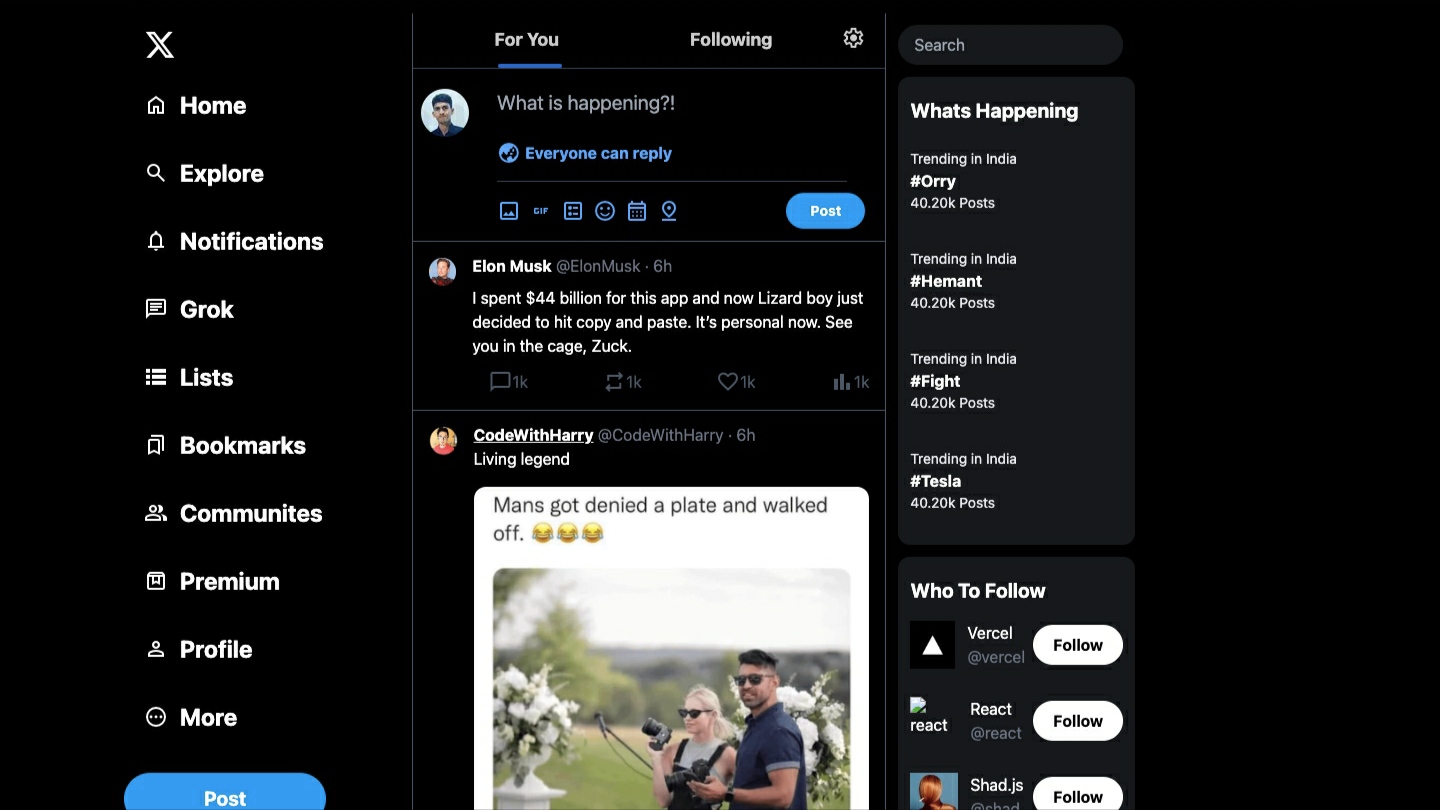 Home
Explore
Notifications
Grok
Lists
Bookmarks
Communites
Premium
Profile
More
Post
For You
Following
What is happening?!
Everyone can reply
GIF
Post
Elon Musk @ElonMusk · 6h
I spent $44 billion for this app and now Lizard boy just
decided to hit copy and paste. It’s personal now. See
you in the cage, Zuck.
1k 1k 1k 1k
CodeWithHarry @CodeWithHarry · 6h
Living legend
Mans got denied a plate and walked
off. 😂😂😂
Search
Whats Happening
Trending in India
#Orry
40.20k Posts
Trending in India
#Hemant
40.20k Posts
Trending in India
#Fight
40.20k Posts
Trending in India
#Tesla
40.20k Posts
Who To Follow
Vercel
@vercel
Follow
react
React
@react
Follow
Shad.js
@shad
Follow